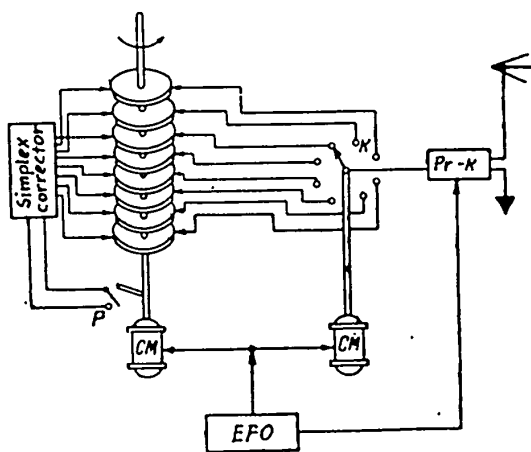 Simplex
corrector
K
Pr-K
P
CM
CM
EFO